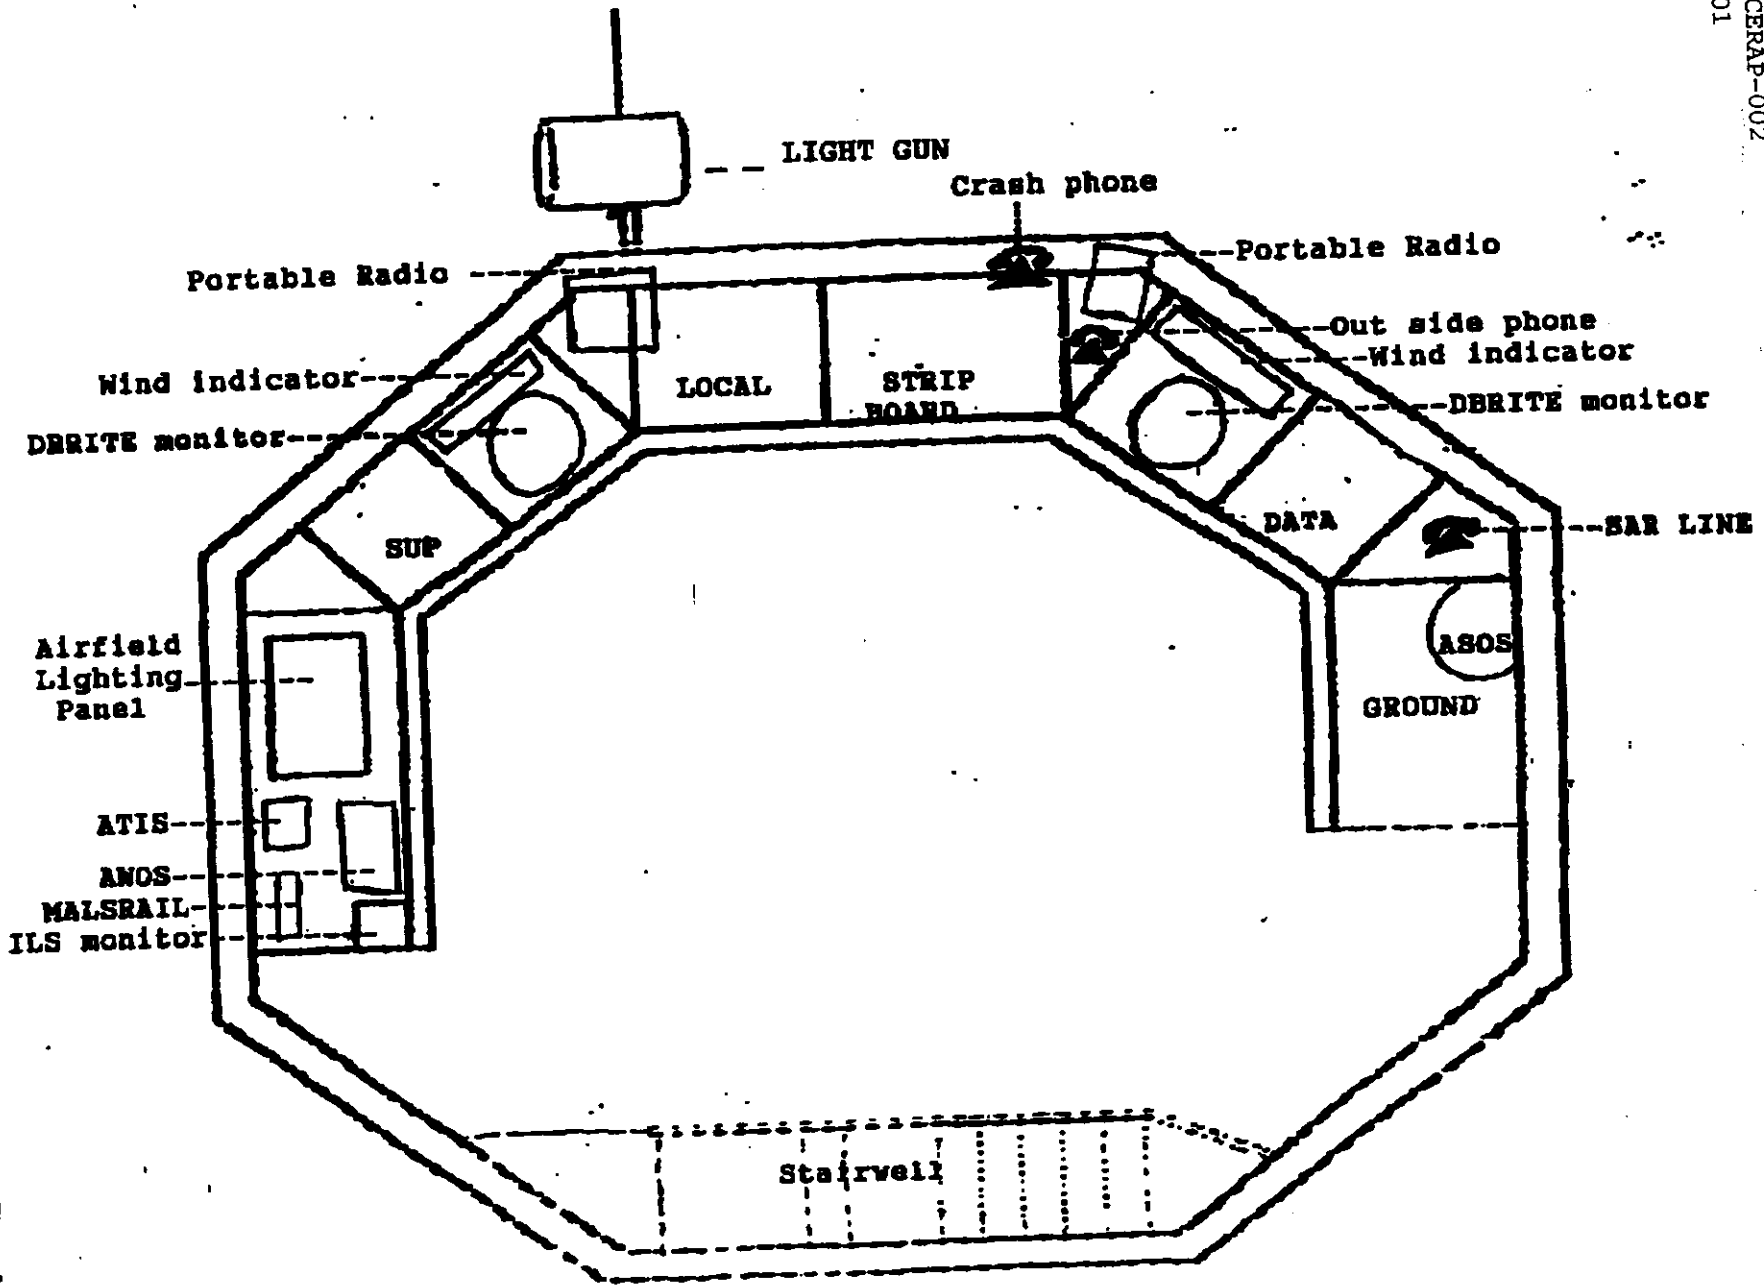 CERAP-002
01
LIGHT GUN
Crash phone
Portable Radio
Portable Radio
Out side phone
Wind indicator
Wind indicator
LOCAL
STRIP
BOARD
DBRITE monitor
DBRITE monitor
SUP
DATA
SAR LINE
Airfield
Lighting
Panel
ASOS
GROUND
ATIS
ANOS
MALSRAIL
ILS monitor
Stairwell